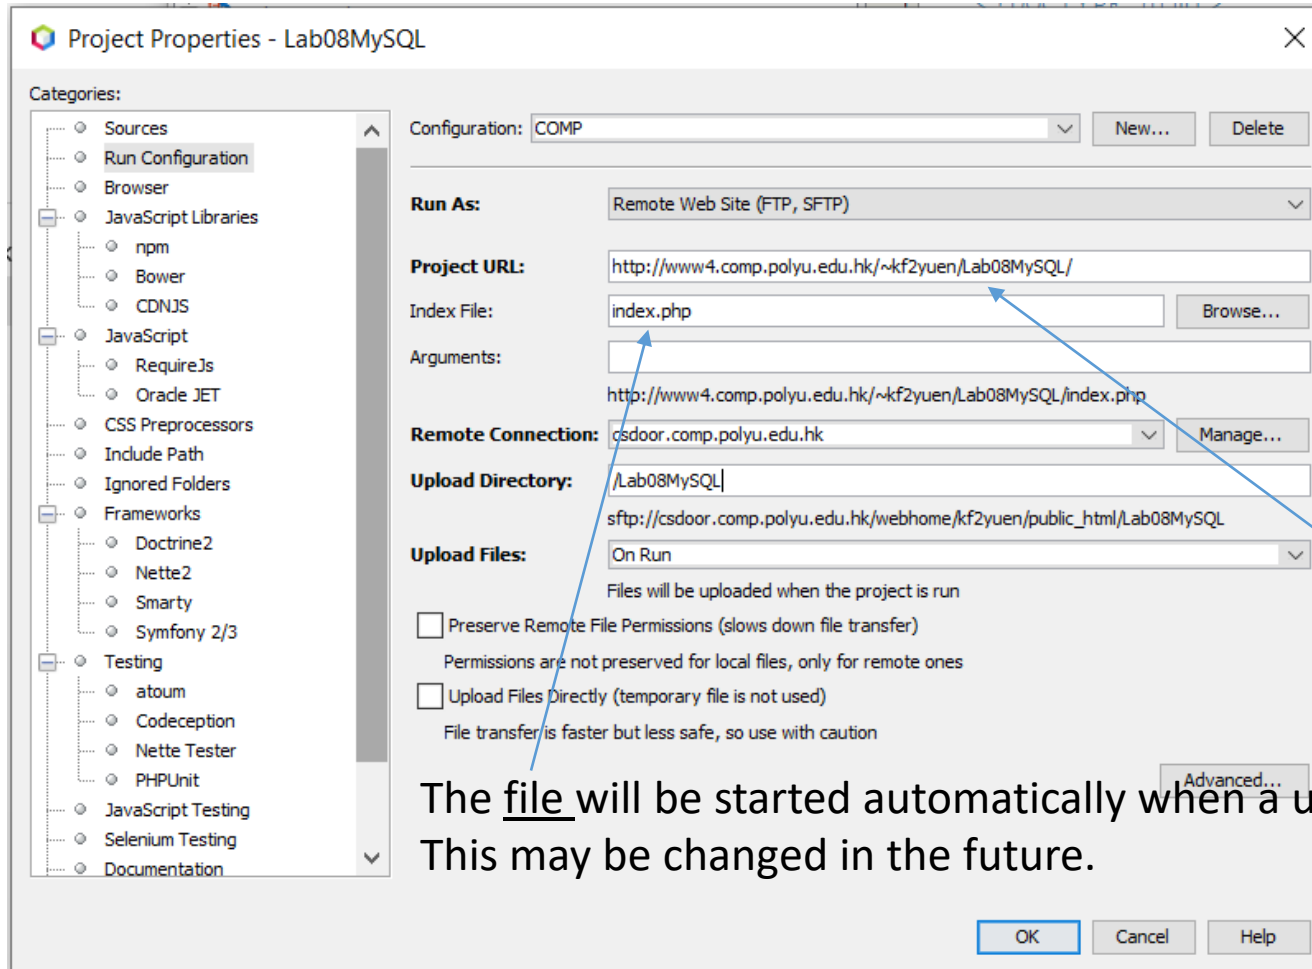 Project Properties - Lab08MySQL
Categories:
Sources
Run Configuration
Browser
JavaScript Libraries
npm
Bower
CDNJS
JavaScript
RequireJs
Oracle JET
CSS Preprocessors
Include Path
Ignored Folders
Frameworks
Doctrine2
Nette2
Smarty
Symfony 2/3
Testing
atoum
Codeception
Nette Tester
PHPUnit
JavaScript Testing
Selenium Testing
Documentation
Configuration: COMP New... Delete
Run As: Remote Web Site (FTP, SFTP)
Project URL: http://www4.comp.polyu.edu.hk/~kf2yuen/Lab08MySQL/
Index File: index.php Browse...
Arguments:
http://www4.comp.polyu.edu.hk/~kf2yuen/Lab08MySQL/index.php
Remote Connection: csdoor.comp.polyu.edu.hk Manage...
Upload Directory: /Lab08MySQL
sftp://csdoor.comp.polyu.edu.hk/webhome/kf2yuen/public_html/Lab08MySQL
Upload Files: On Run
Files will be uploaded when the project is run
Preserve Remote File Permissions (slows down file transfer)
Permissions are not preserved for local files, only for remote ones
Upload Files Directly (temporary file is not used)
File transfer is faster but less safe, so use with caution
Advanced...
The file will be started automatically when a u
This may be changed in the future.
OK Cancel Help